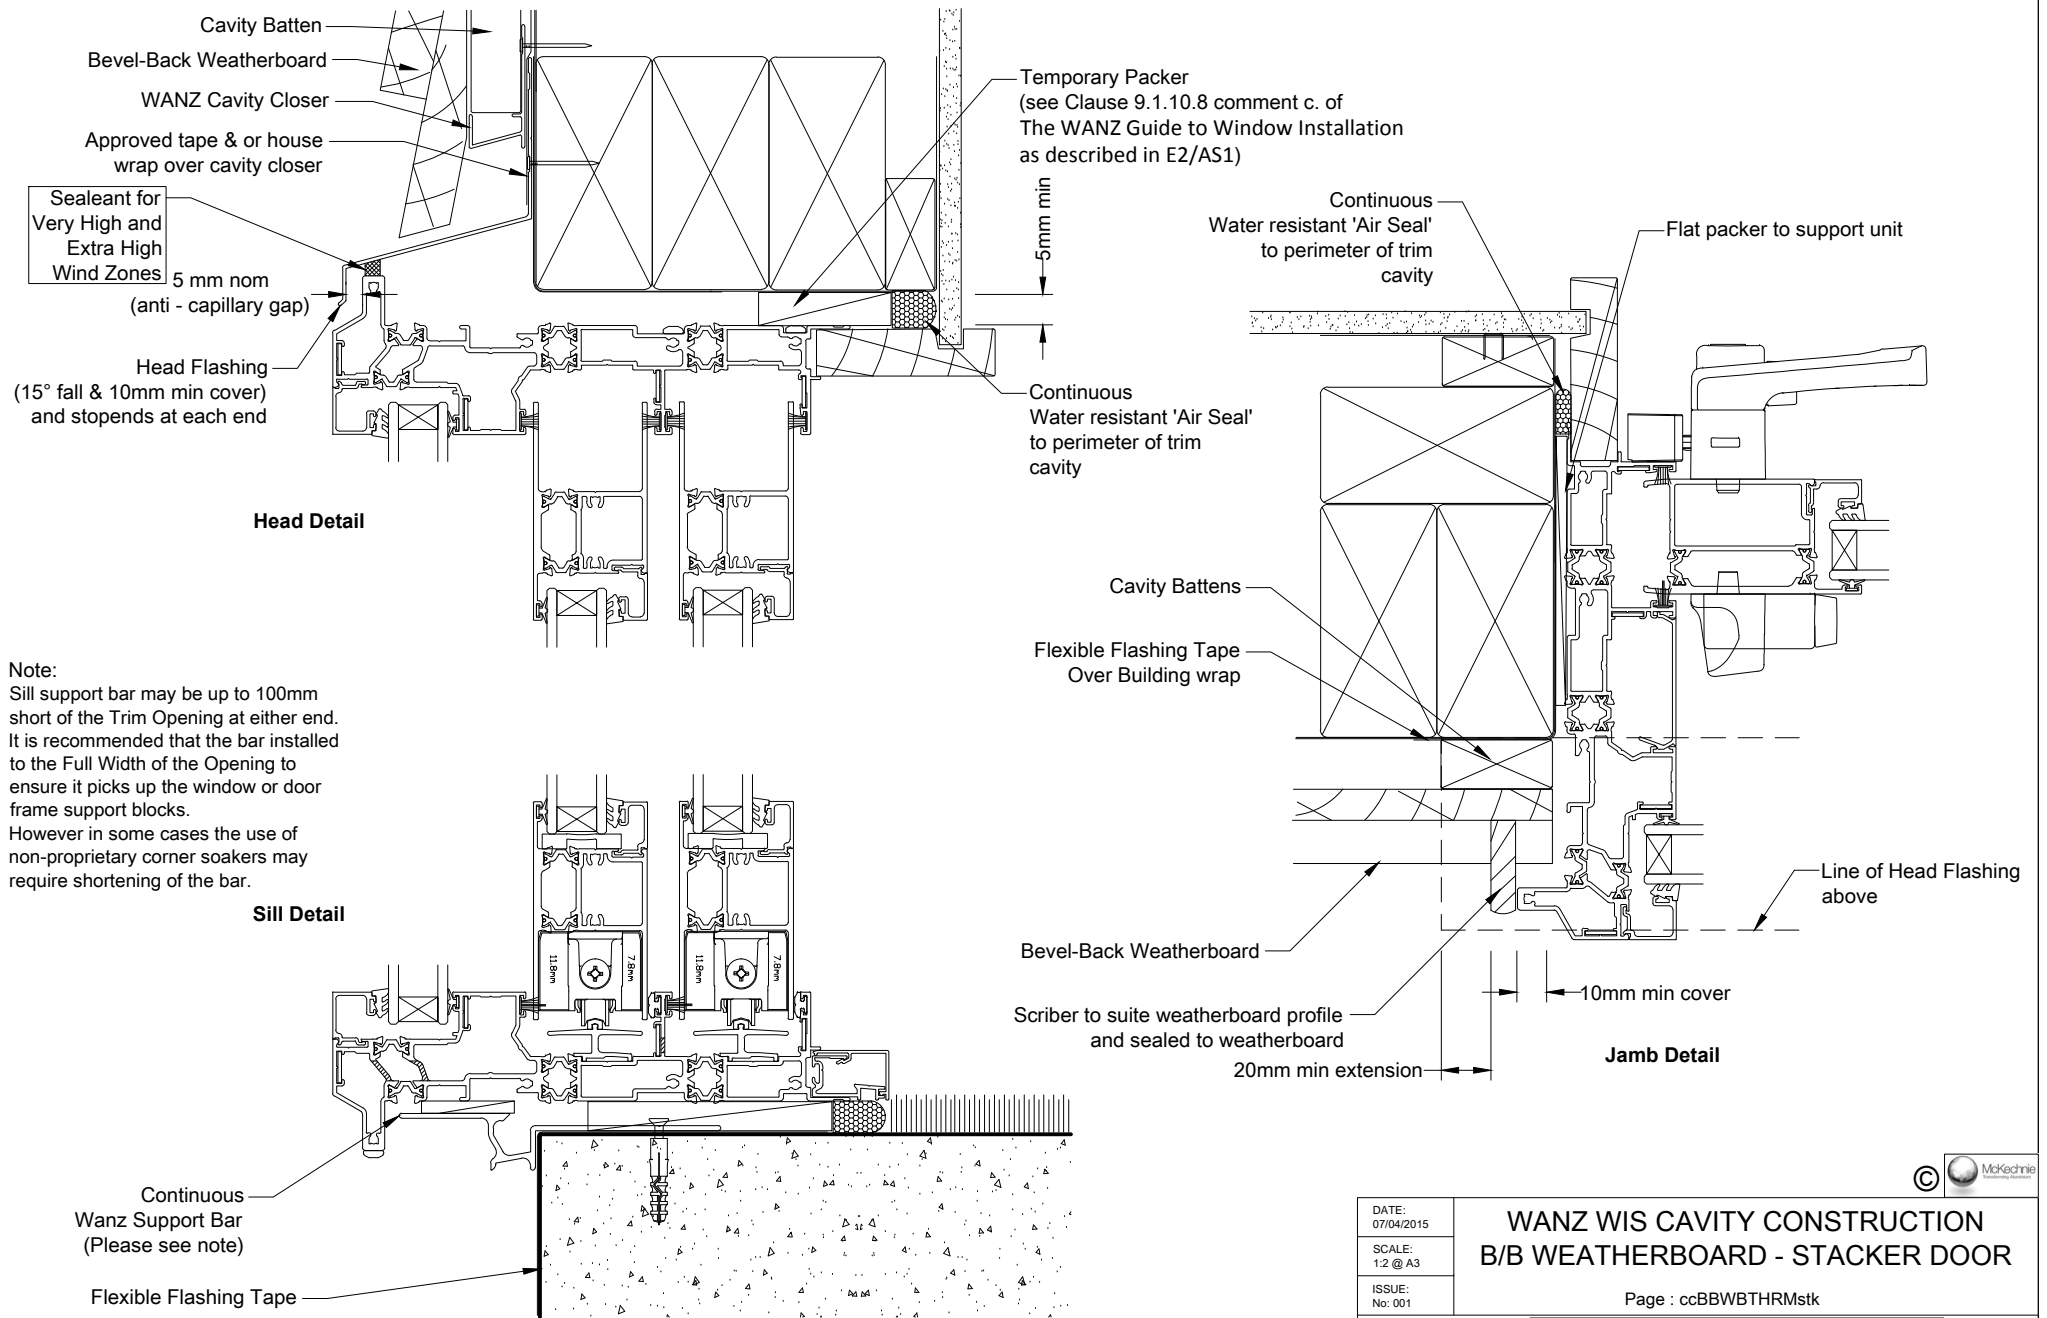 Cavity Batten
Bevel-Back Weatherboard
WANZ Cavity Closer
Approved tape & or house
wrap over cavity closer
Sealeant for
Very High and
Extra High
Wind Zones
5 mm nom
(anti - capillary gap)
Head Flashing
(15° fall & 10mm min cover)
and stopends at each end
Temporary Packer
(see Clause 9.1.10.8 comment c. of
The WANZ Guide to Window Installation
as described in E2/AS1)
5mm min
Continuous
Water resistant 'Air Seal'
to perimeter of trim
cavity
Head Detail
Note:
Sill support bar may be up to 100mm
short of the Trim Opening at either end.
It is recommended that the bar installed
to the Full Width of the Opening to
ensure it picks up the window or door
frame support blocks.
However in some cases the use of
non-proprietary corner soakers may
require shortening of the bar.
Sill Detail
11.8mm
7.8mm
11.8mm
7.8mm
Continuous
Wanz Support Bar
(Please see note)
Flexible Flashing Tape
Continuous
Water resistant 'Air Seal'
to perimeter of trim
cavity
Flat packer to support unit
Cavity Battens
Flexible Flashing Tape
Over Building wrap
Line of Head Flashing
above
Bevel-Back Weatherboard
10mm min cover
Scriber to suite weatherboard profile
and sealed to weatherboard
20mm min extension
Jamb Detail
©
McKechnie
DATE:
07/04/2015
SCALE:
1:2 @ A3
ISSUE:
No: 001
WANZ WIS CAVITY CONSTRUCTION
B/B WEATHERBOARD - STACKER DOOR
Page : ccBBWBTHRMstk